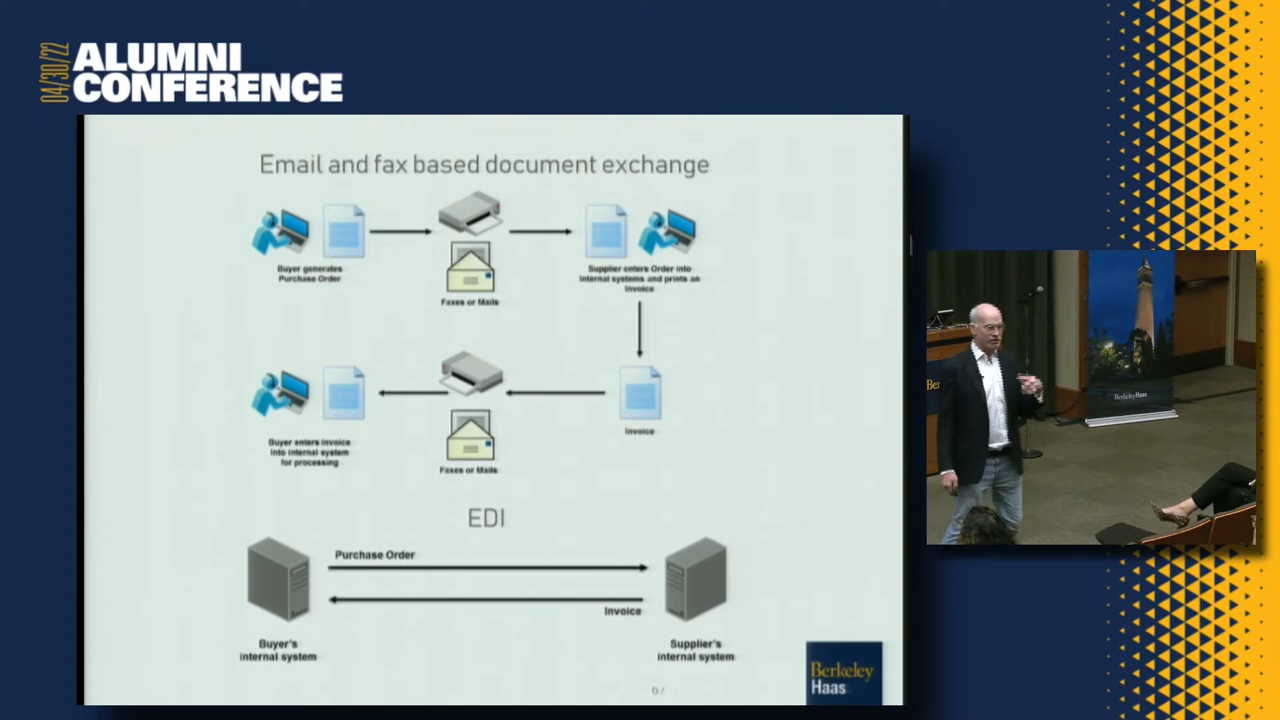 04/30/22
ALUMNI
CONFERENCE
Email and fax based document exchange
Buyer generates
Purchase Order
Faxes or Mails
Supplier enters Order into
Internal systems and prints an
Invoice
Buyer enters Invoice
Into internal system
for processing
Faxes or Mails
Invoice
EDI
Purchase Order
Invoice
Buyer's
internal system
Supplier's
internal system
Berkeley
Haas
BerkeleyHaas
Be